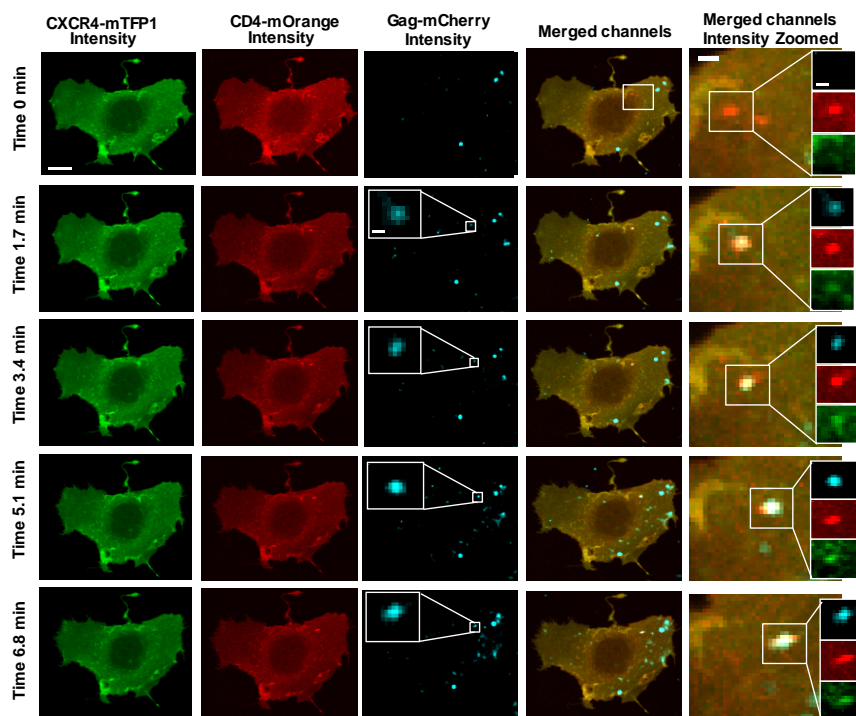 CXCR4-mTFP1
Intensity
CD4-mOrange
Intensity
Gag-mCherry
Intensity
Merged channels
Merged channels
Intensity Zoomed
Time 0 min
Time 1.7 min
Time 3.4 min
Time 5.1 min
Time 6.8 min